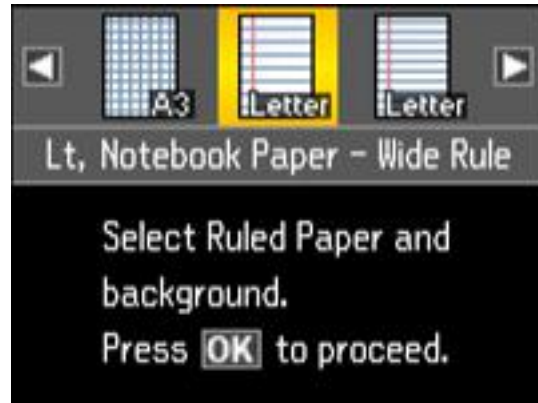 A3 Letter Letter
Lt, Notebook Paper - Wide Rule
Select Ruled Paper and
background.
Press OK to proceed.